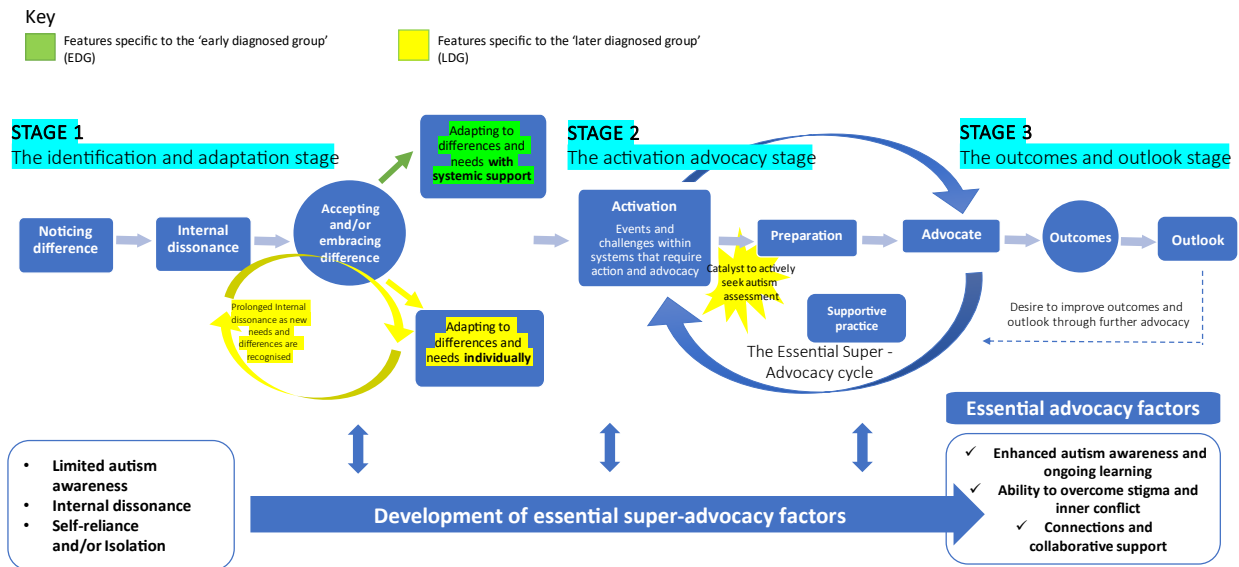 Key
Features specific to the 'early diagnosed group'
(EDG)
Features specific to the 'later diagnosed group'
(LDG)
STAGE 1
The identification and adaptation stage
Noticing
difference
Internal
dissonance
Accepting
and/or
embracing
difference
Adapting to
differences and
needs with
systemic support
Prolonged Internal
dissonance as new
needs and
differences are
recognised
Adapting to
differences and
needs individually
STAGE 2
The activation advocacy stage
Activation
Events and
challenges within
systems that require
action and advocacy
Catalyst to actively
seek autism
assessment
Preparation
Advocate
Supportive
practice
The Essential Super -
Advocacy cycle
STAGE 3
The outcomes and outlook stage
Outcomes
Outlook
Desire to improve outcomes and
outlook through further advocacy
• Limited autism
awareness
• Internal dissonance
• Self-reliance
and/or Isolation
Development of essential super-advocacy factors
Essential advocacy factors
✓ Enhanced autism awareness and
ongoing learning
✓ Ability to overcome stigma and
inner conflict
✓ Connections and
collaborative support